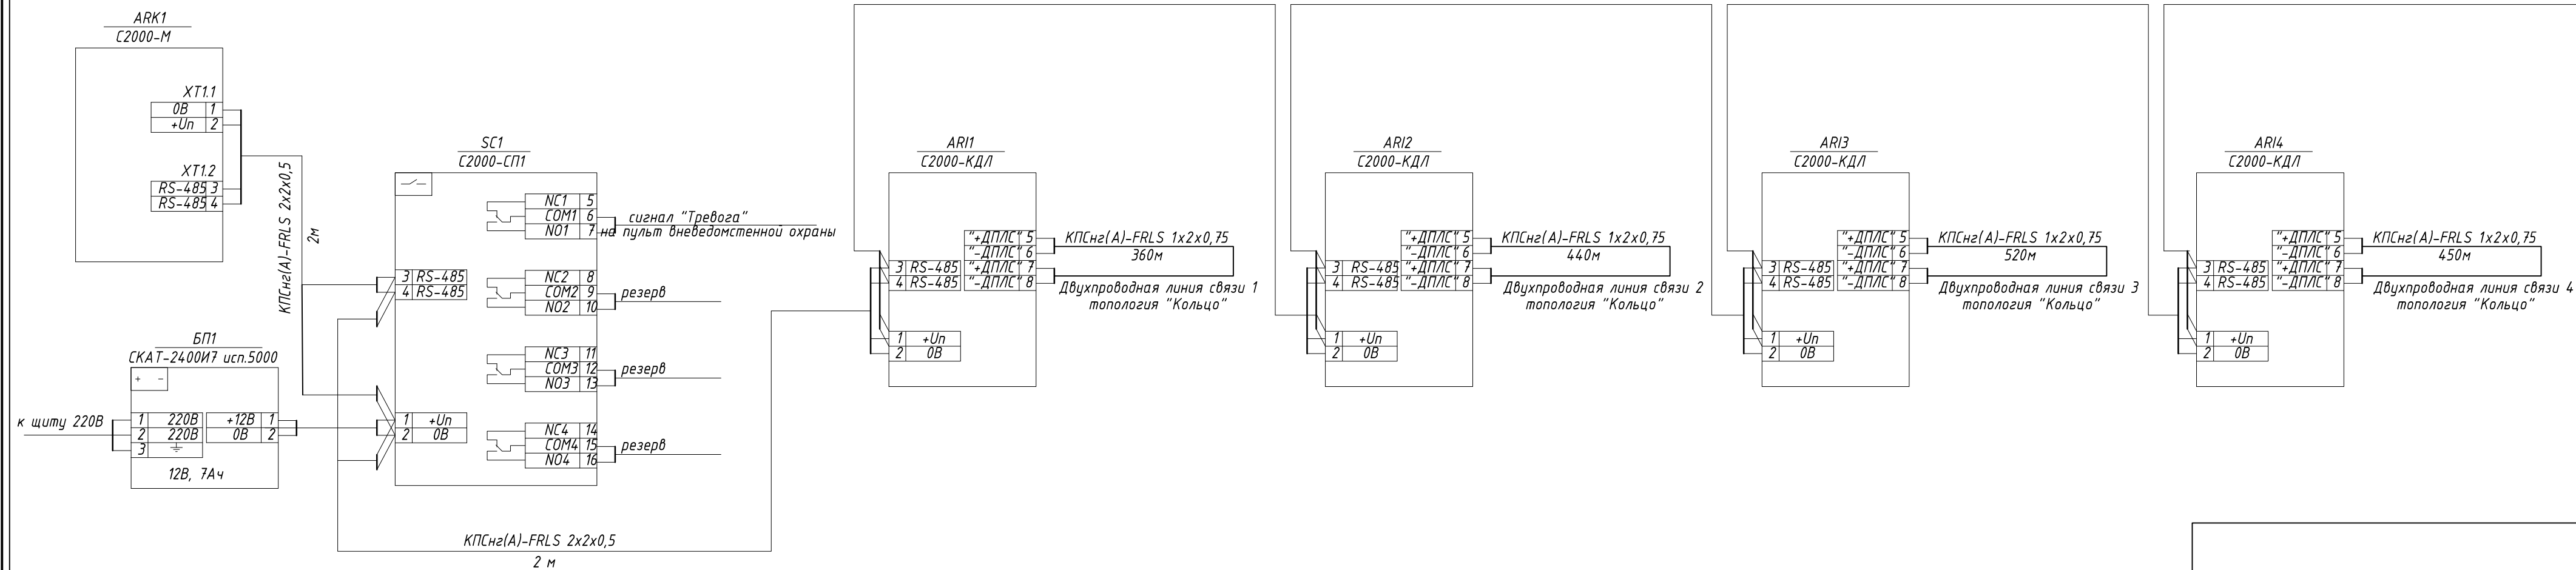 ARK1
С2000-М
XT1.1
0В 1
+Uп 2
XT1.2
RS-485 3
RS-485 4
КПСнг(А)-FRLS 2х2х0,5
2м
БП1
СКАТ-2400И7 исп.5000
+ -
к щиту 220В
1 220В
2 220В
3
+12В 1
0В 2
12В, 7Ач
SC1
С2000-СП1
3 RS-485
4 RS-485
1 +Uп
2 0В
NC1 5
COM1 6
NO1 7
сигнал "Тревога"
на пульт вневедомстенной охраны
NC2 8
COM2 9
NO2 10
резерв
NC3 11
COM3 12
NO3 13
резерв
NC4 14
COM4 15
NO4 16
резерв
КПСнг(А)-FRLS 2х2х0,5
2 м
ARI1
С2000-КДЛ
3 RS-485
4 RS-485
1 +Uп
2 0В
"+ДПЛС" 5
"-ДПЛС" 6
"+ДПЛС" 7
"-ДПЛС" 8
КПСнг(А)-FRLS 1х2х0,75
360м
Двухпроводная линия связи 1
топология "Кольцо"
ARI2
С2000-КДЛ
3 RS-485
4 RS-485
1 +Uп
2 0В
"+ДПЛС" 5
"-ДПЛС" 6
"+ДПЛС" 7
"-ДПЛС" 8
КПСнг(А)-FRLS 1х2х0,75
440м
Двухпроводная линия связи 2
топология "Кольцо"
ARI3
С2000-КДЛ
3 RS-485
4 RS-485
1 +Uп
2 0В
"+ДПЛС" 5
"-ДПЛС" 6
"+ДПЛС" 7
"-ДПЛС" 8
КПСнг(А)-FRLS 1х2х0,75
520м
Двухпроводная линия связи 3
топология "Кольцо"
ARI4
С2000-КДЛ
3 RS-485
4 RS-485
1 +Uп
2 0В
"+ДПЛС" 5
"-ДПЛС" 6
"+ДПЛС" 7
"-ДПЛС" 8
КПСнг(А)-FRLS 1х2х0,75
450м
Двухпроводная линия связи 4
топология "Кольцо"